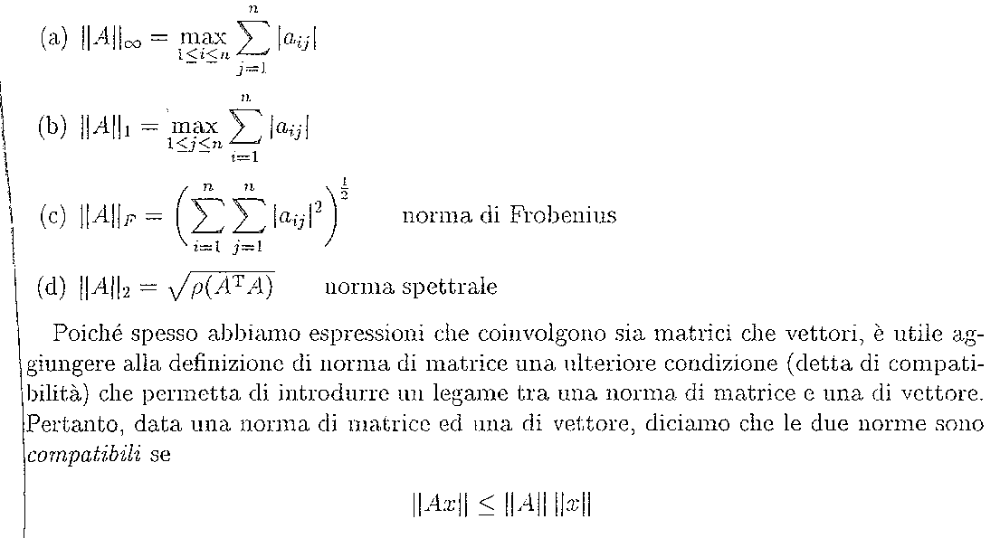 (a) $\|A\|_\infty = \max_{1 \le i \le n} \sum_{j=1}^{n} |a_{ij}|$
(b) $\|A\|_1 = \max_{1 \le j \le n} \sum_{i=1}^{n} |a_{ij}|$
(c) $\|A\|_F = \left( \sum_{i=1}^{n} \sum_{j=1}^{n} |a_{ij}|^2 \right)^{\frac{1}{2}}$ norma di Frobenius
(d) $\|A\|_2 = \sqrt{\rho(A^{\mathrm{T}} A)}$ norma spettrale
Poiché spesso abbiamo espressioni che coinvolgono sia matrici che vettori, è utile ag-
giungere alla definizione di norma di matrice una ulteriore condizione (detta di compati-
bilità) che permetta di introdurre un legame tra una norma di matrice e una di vettore.
Pertanto, data una norma di matrice ed una di vettore, diciamo che le due norme sono
compatibili se
$\|Ax\| \le \|A\| \, \|x\|$